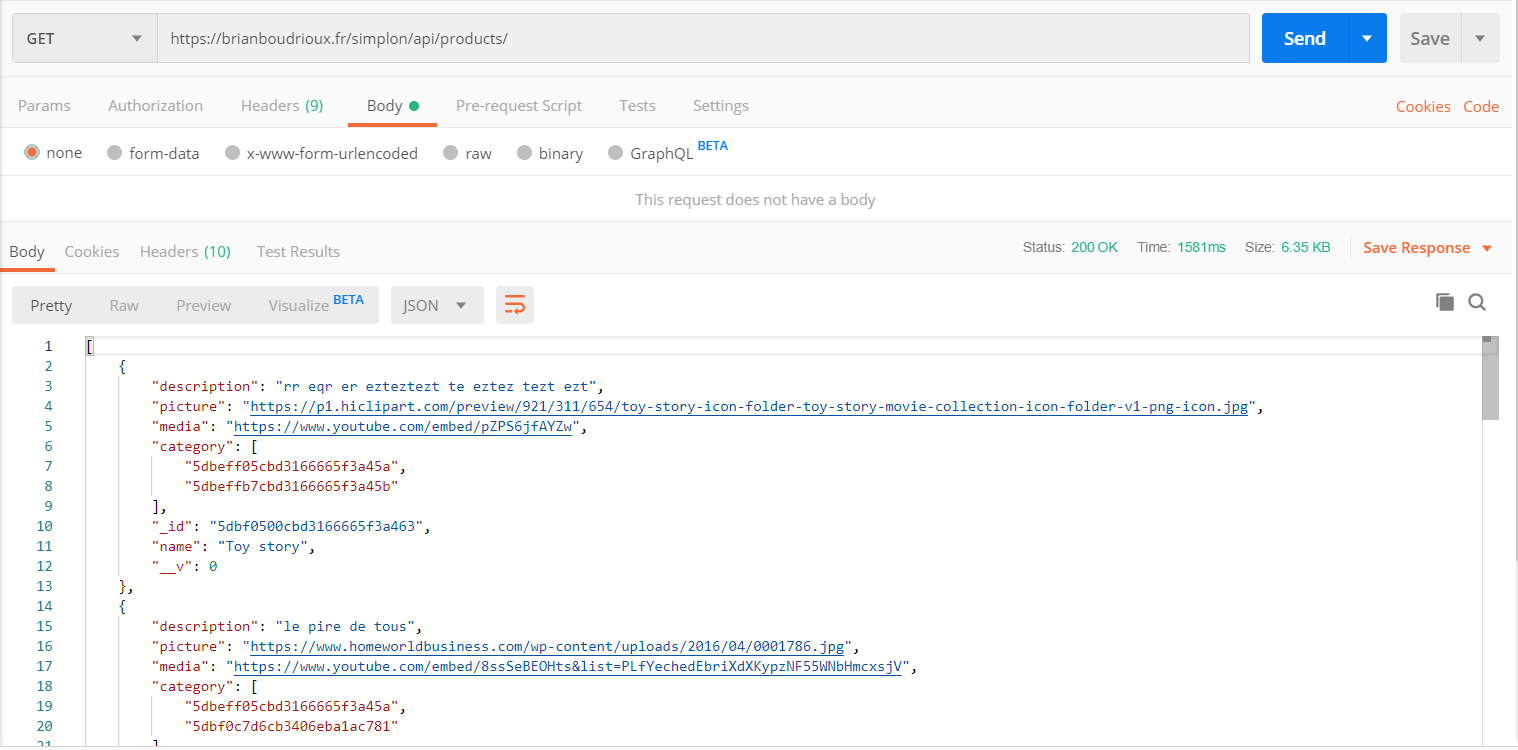 GET https://brianboudrioux.fr/simplon/api/products/ Send Save
Params Authorization Headers (9) Body Pre-request Script Tests Settings Cookies Code
none form-data x-www-form-urlencoded raw binary GraphQL BETA
This request does not have a body
Body Cookies Headers (10) Test Results Status: 200 OK Time: 1581ms Size: 6.35 KB Save Response
Pretty Raw Preview Visualize BETA JSON
1 [
2 {
3 "description": "rr eqr er ezteztezt te eztez tezt ezt",
4 "picture": "https://p1.hiclipart.com/preview/921/311/654/toy-story-icon-folder-toy-story-movie-collection-icon-folder-v1-png-icon.jpg",
5 "media": "https://www.youtube.com/embed/pZPS6jfAYZw",
6 "category": [
7 "5dbeff05cbd3166665f3a45a",
8 "5dbeffb7cbd3166665f3a45b"
9 ],
10 "_id": "5dbf0500cbd3166665f3a463",
11 "name": "Toy story",
12 "__v": 0
13 },
14 {
15 "description": "le pire de tous",
16 "picture": "https://www.homeworldbusiness.com/wp-content/uploads/2016/04/0001786.jpg",
17 "media": "https://www.youtube.com/embed/8ssSeBEOHts&list=PLfYechedEbriXdXKypzNF55WNbHmcxsjV",
18 "category": [
19 "5dbeff05cbd3166665f3a45a",
20 "5dbf0c7d6cb3406eba1ac781"
21 ]